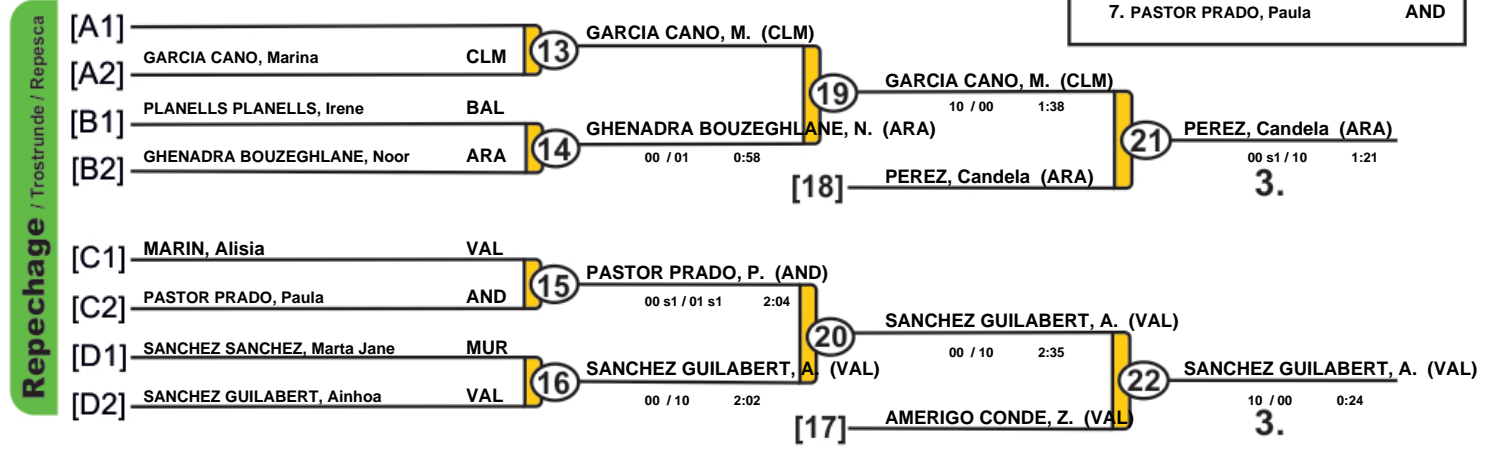 7. PASTOR PRADO, Paula AND
Repechage / Trostrunde / Repesca
[A1]
GARCIA CANO, Marina CLM
[A2]
13
GARCIA CANO, M. (CLM)
PLANELLS PLANELLS, Irene BAL
[B1]
GHENADRA BOUZEGHLANE, Noor ARA
[B2]
14
GHENADRA BOUZEGHLANE, N. (ARA)
00 / 01 0:58
19
GARCIA CANO, M. (CLM)
10 / 00 1:38
[18] PEREZ, Candela (ARA)
21
PEREZ, Candela (ARA)
00 s1 / 10 1:21
3.
[C1] MARIN, Alisia VAL
[C2] PASTOR PRADO, Paula AND
15
PASTOR PRADO, P. (AND)
00 s1 / 01 s1 2:04
[D1] SANCHEZ SANCHEZ, Marta Jane MUR
[D2] SANCHEZ GUILABERT, Ainhoa VAL
16
SANCHEZ GUILABERT, A. (VAL)
00 / 10 2:02
20
SANCHEZ GUILABERT, A. (VAL)
00 / 10 2:35
[17] AMERIGO CONDE, Z. (VAL)
22
SANCHEZ GUILABERT, A. (VAL)
10 / 00 0:24
3.